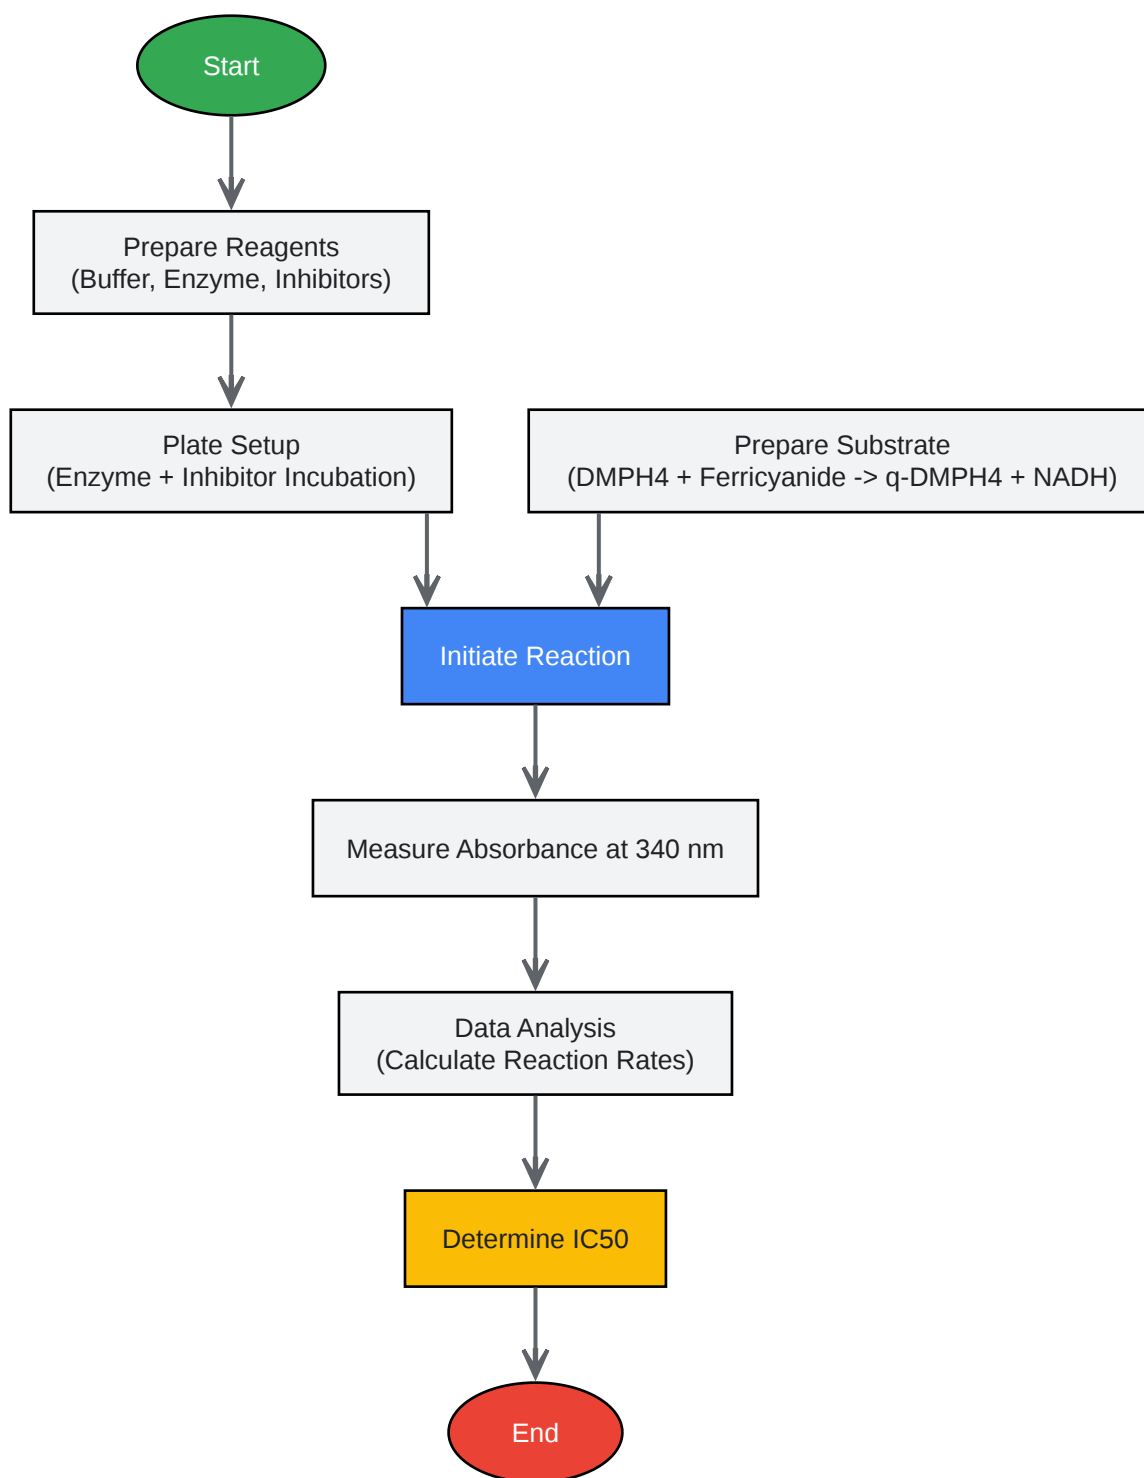 Start
Prepare Reagents
(Buffer, Enzyme, Inhibitors)
Plate Setup
(Enzyme + Inhibitor Incubation)
Prepare Substrate
(DMPH4 + Ferricyanide -> q-DMPH4 + NADH)
Initiate Reaction
Measure Absorbance at 340 nm
Data Analysis
(Calculate Reaction Rates)
Determine IC50
End